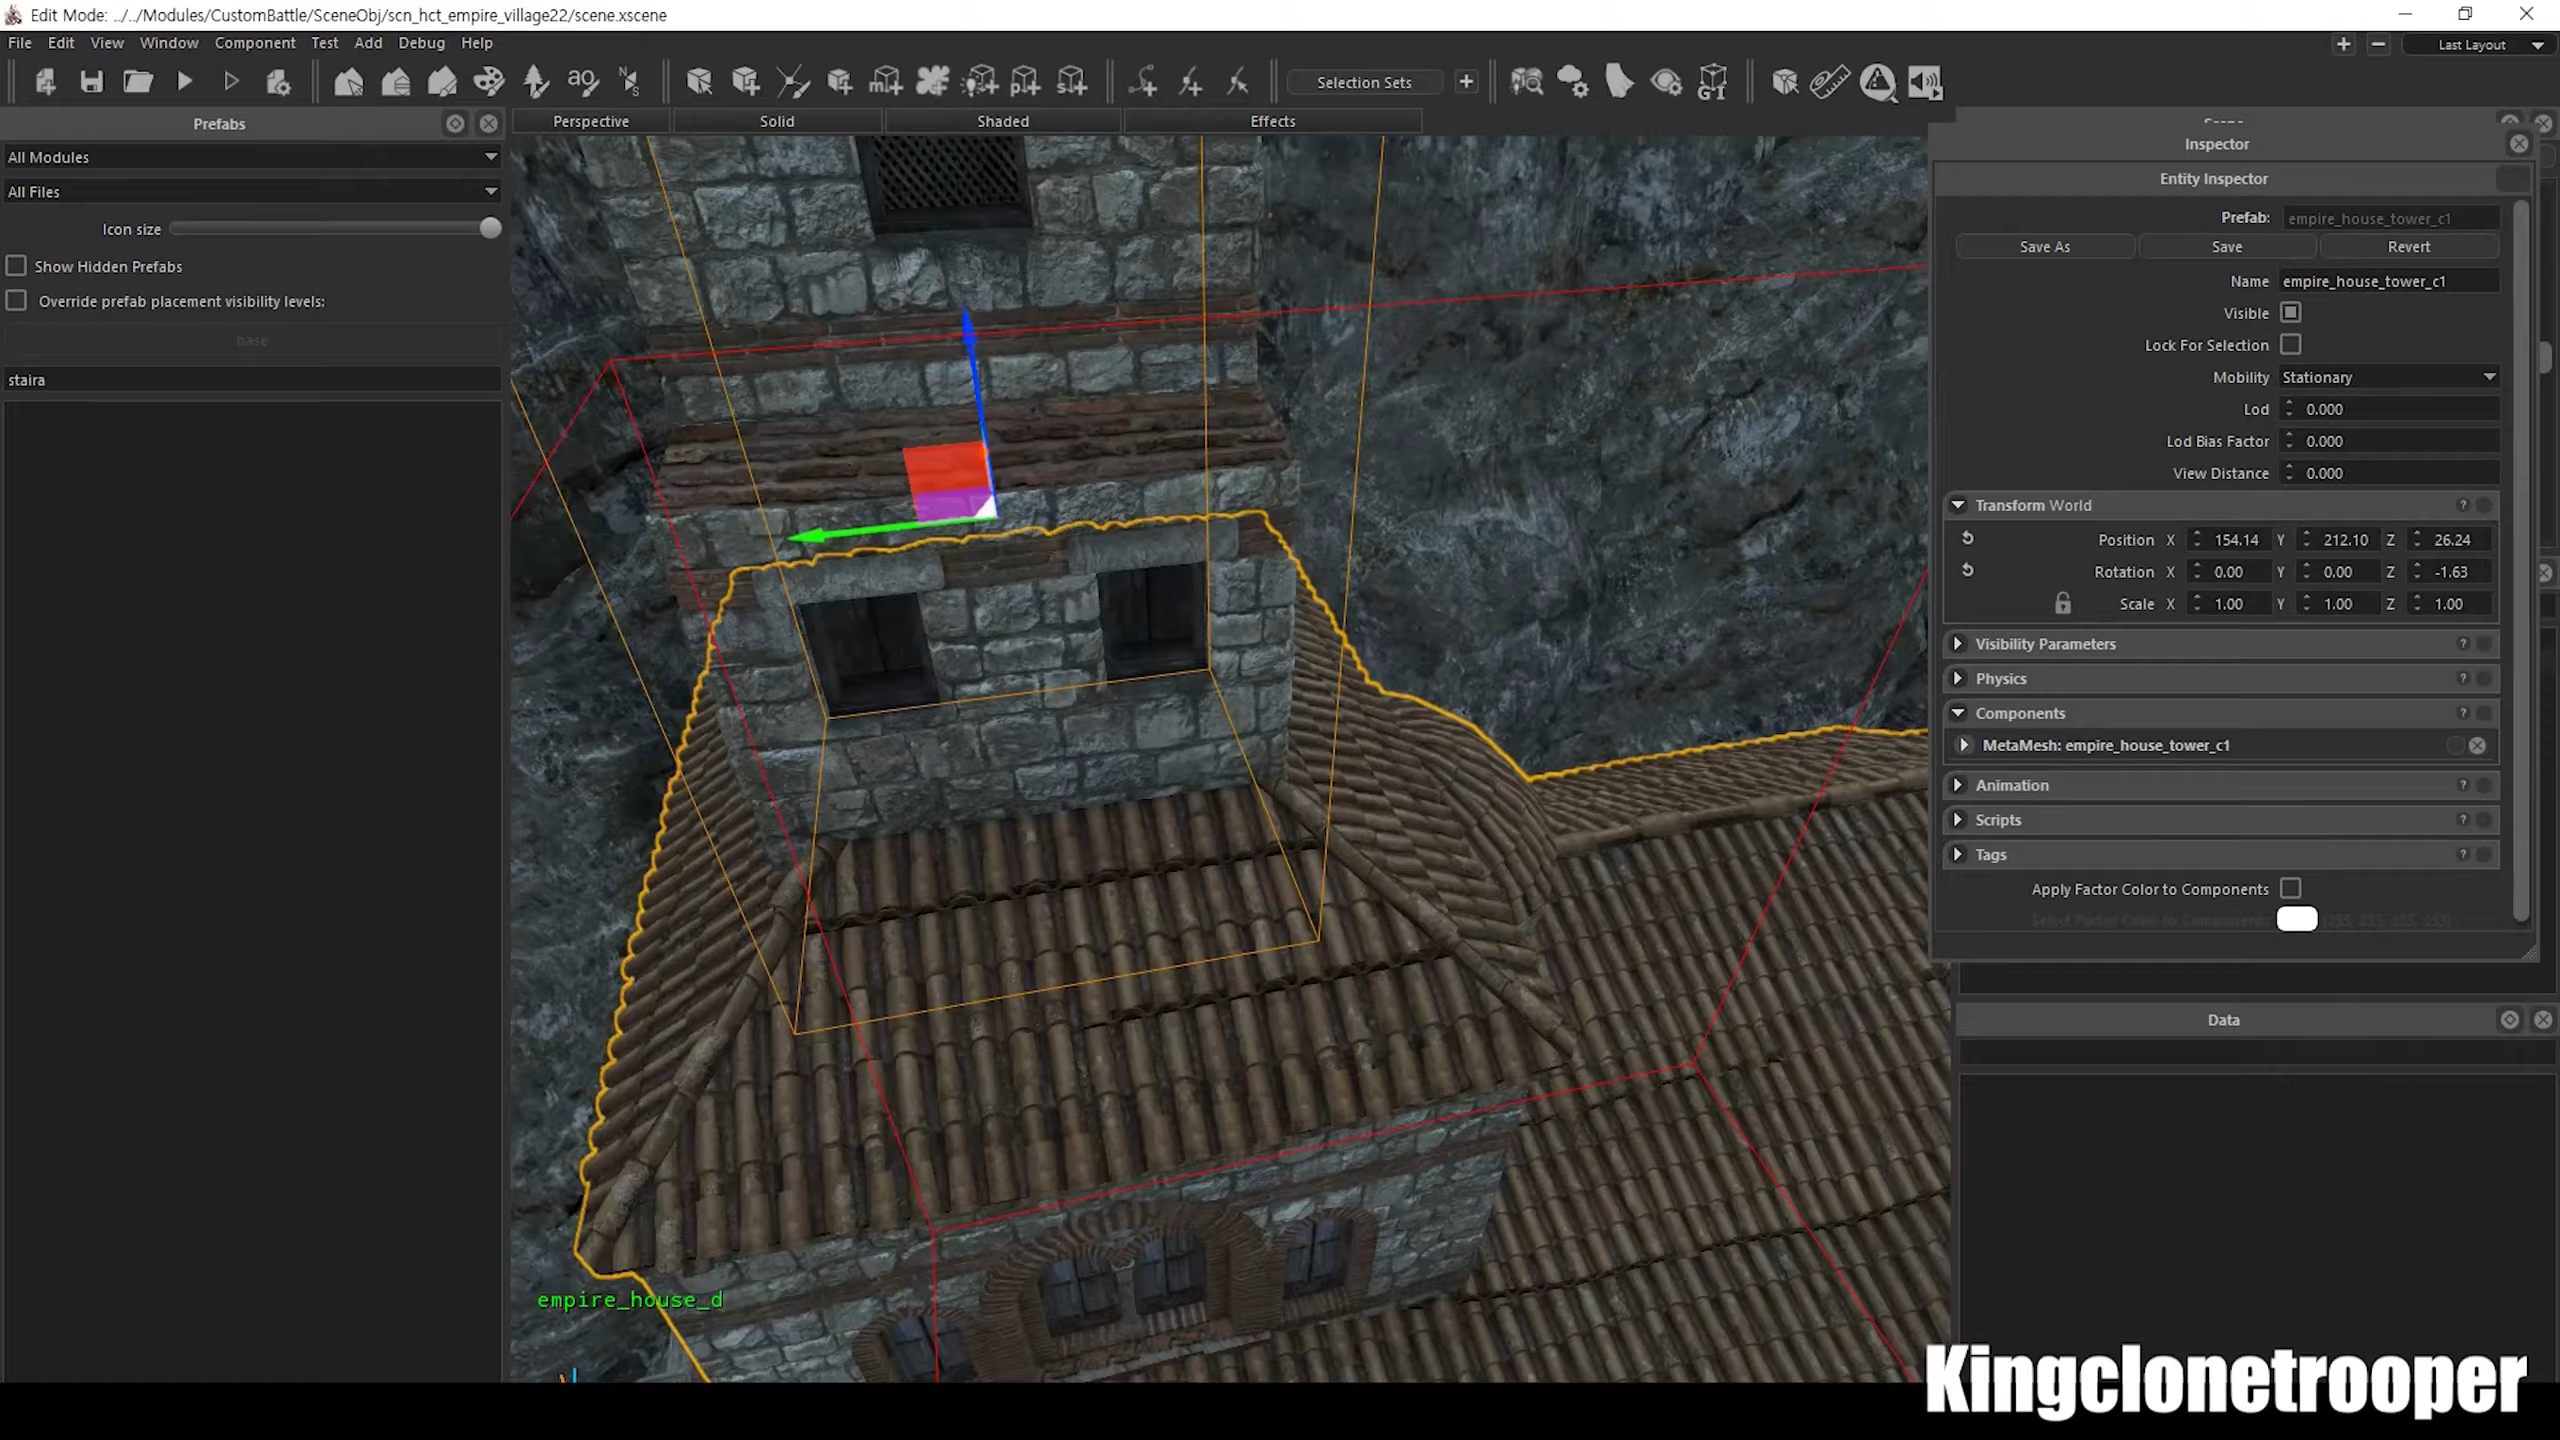 Edit Mode: ../../Modules/CustomBattle/SceneObj/scn_hct_empire_village22/scene.xscene
File Edit View Window Component Test Add Debug Help
Last Layout
Selection Sets
Prefabs
All Modules
All Files
Icon size
Show Hidden Prefabs
Override prefab placement visibility levels:
base
staira
Perspective Solid Shaded Effects
empire_house_d
Inspector
Entity Inspector
Prefab: empire_house_tower_c1
Save As Save Revert
Name empire_house_tower_c1
Visible
Lock For Selection
Mobility Stationary
Lod 0.000
Lod Bias Factor 0.000
View Distance 0.000
Transform World ?
Position X 154.14 Y 212.10 Z 26.24
Rotation X 0.00 Y 0.00 Z -1.63
Scale X 1.00 Y 1.00 Z 1.00
Visibility Parameters ?
Physics ?
Components ?
MetaMesh: empire_house_tower_c1
Animation ?
Scripts ?
Tags ?
Apply Factor Color to Components
Data
Kingclonetrooper